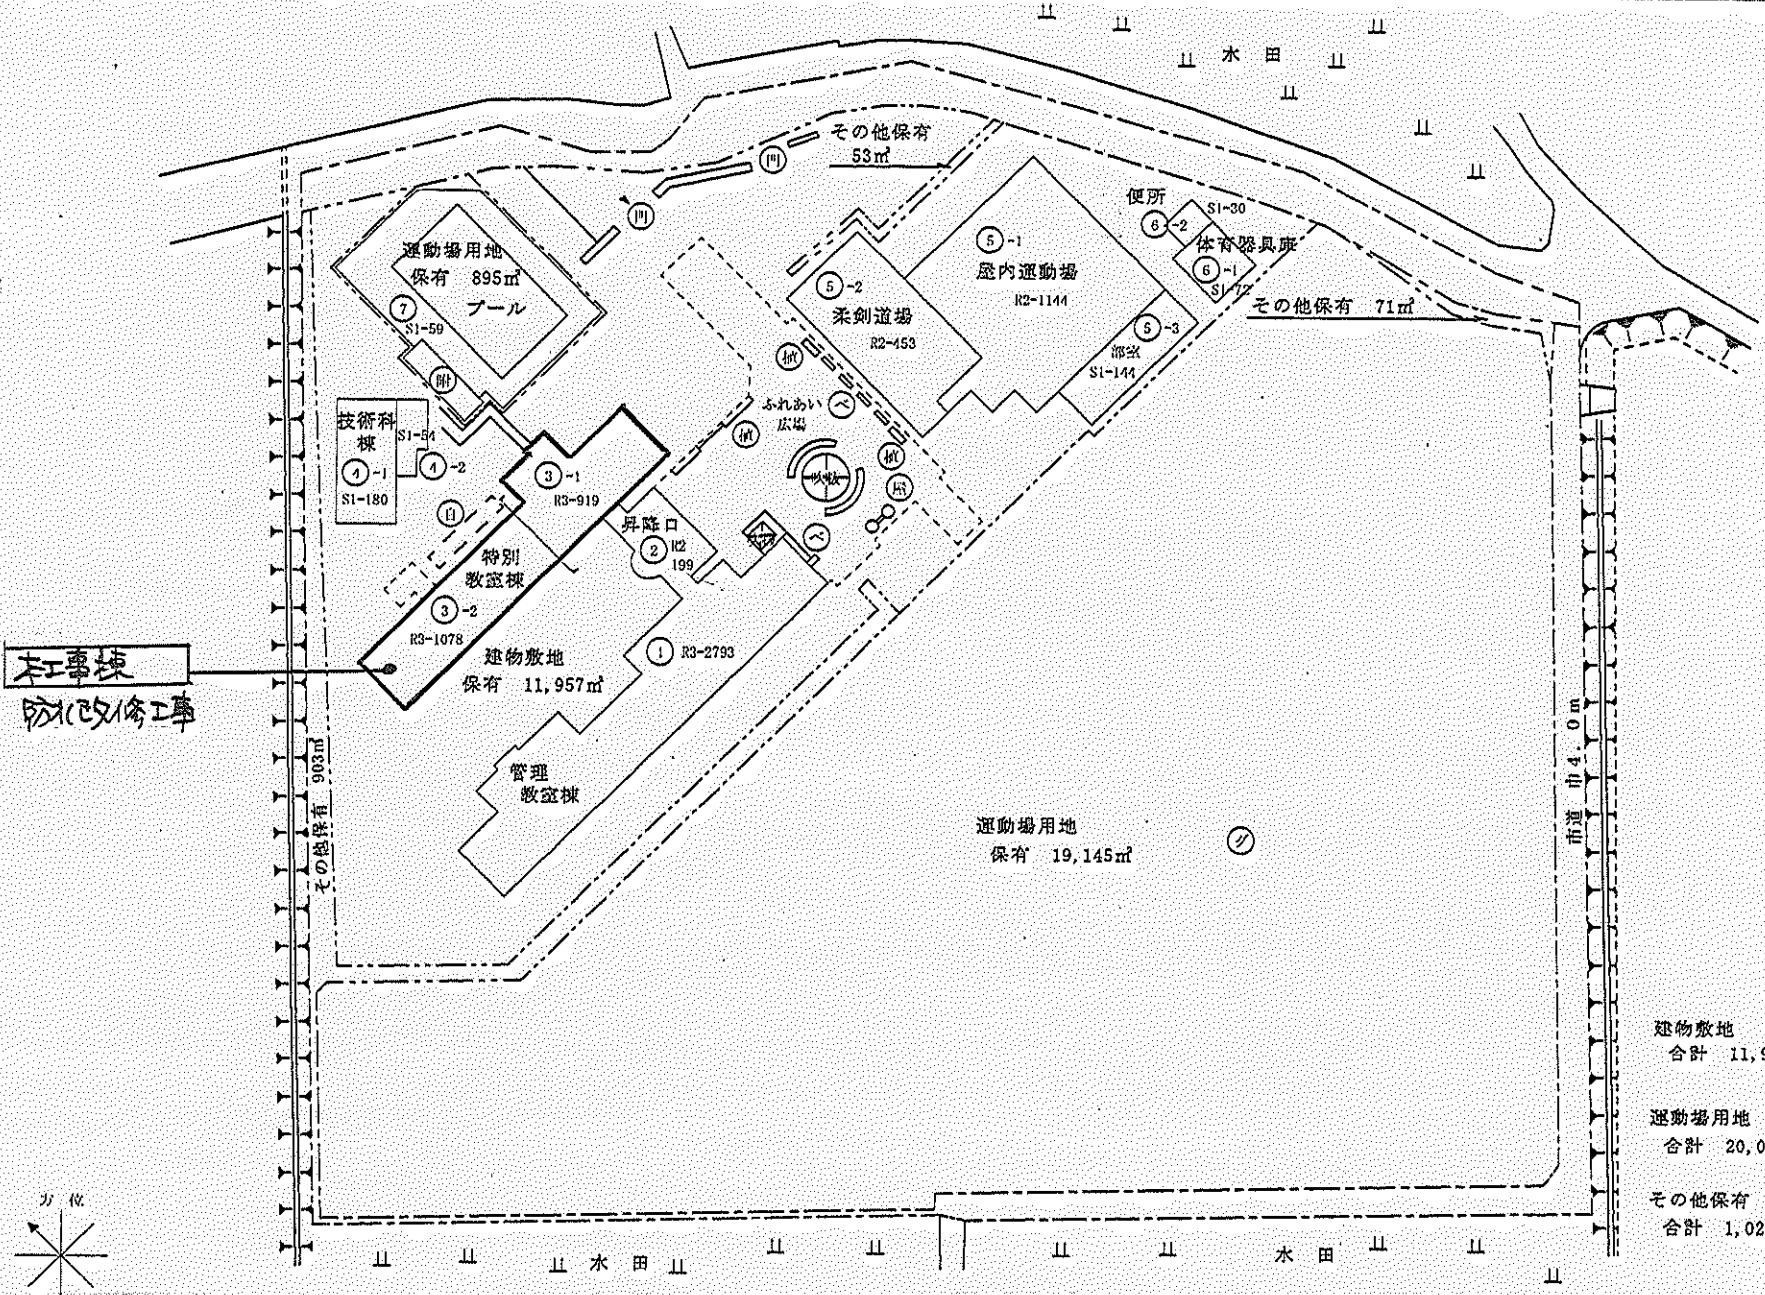 水 田
その他保有
53㎡
門
門
便所
S1-30
⑥-2
体育器具庫
⑥-1
S1-72
⑤-1
屋内運動場
R2-1144
運動場用地
保有 895㎡
プール
⑦
S1-59
⑤-2
柔剣道場
R2-453
その他保有 71㎡
⑤-3
部室
S1-144
附
植
ふれあい
広場
ベ
植
植
技術科
棟
S1-54
④-1
④-2
S1-180
③-1
R3-919
自
昇降口
② R2
199
ベ
特別
教室棟
③-2
R3-1078
① R3-2793
本工事棟
防水改修工事
建物敷地
保有 11,957㎡
その他保有 903㎡
管理
教室棟
市道 巾4.0m
運動場用地
保有 19,145㎡
建物敷地
合計 11,9
運動場用地
合計 20,0
その他保有
合計 1,02
方 位
水 田
水 田